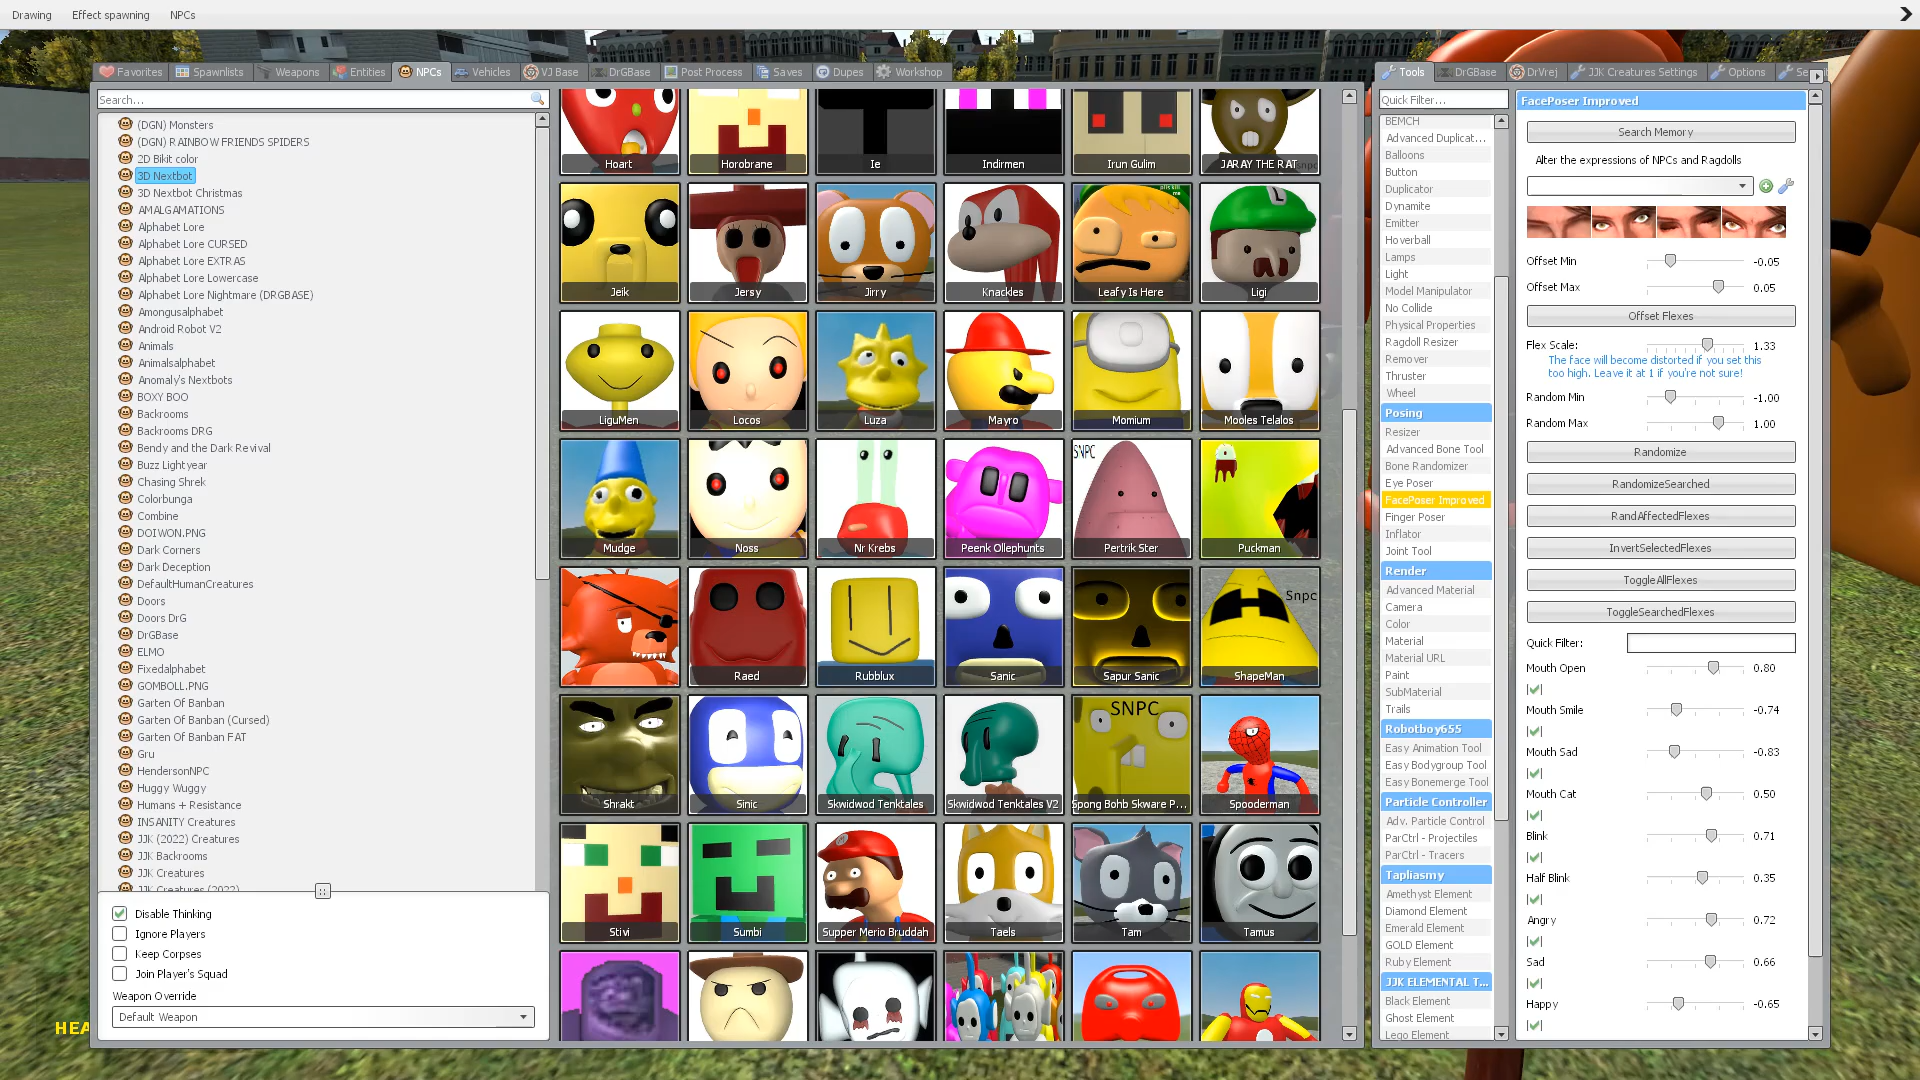 Drawing Effect spawning NPCs
Favorites Spawnlists Weapons Entities NPCs Vehicles VJ Base DrGBase Post Process Saves Dupes Workshop
Search...
(DGN) Monsters
(DGN) RAINBOW FRIENDS SPIDERS
2D Bikit color
3D Nextbot
3D Nextbot Christmas
AMALGAMATIONS
Alphabet Lore
Alphabet Lore CURSED
Alphabet Lore EXTRAS
Alphabet Lore Lowercase
Alphabet Lore Nightmare (DRGBASE)
Amongusalphabet
Android Robot V2
Animals
Animalsalphabet
Anomaly's Nextbots
BOXY BOO
Backrooms
Backrooms DRG
Bendy and the Dark Revival
Buzz Lightyear
Chasing Shrek
Colorbunga
Combine
DOIWON.PNG
Dark Corners
Dark Deception
DefaultHumanCreatures
Doors
Doors DrG
DrGBase
ELMO
Fixedalphabet
GOMBOLL.PNG
Garten Of Banban
Garten Of Banban (Cursed)
Garten Of Banban FAT
Gru
HendersonNPC
Huggy Wuggy
Humans + Resistance
INSANITY Creatures
JJK (2022) Creatures
JJK Backrooms
JJK Creatures
JJK Creatures (2022)
Disable Thinking
Ignore Players
Keep Corpses
Join Player's Squad
Weapon Override
Default Weapon
HEA
Hoart Horobrane Ie Indirmen Irun Gulim JARAY THE RAT
Jeik Jersy Jirry Knackles Leafy Is Here Ligi
L
LiguMen Locos Luza Mayro Momium Mooles Telalos
SNPC
Mudge Noss Nr Krebs Peenk Ollephunts Pertrik Ster Puckman
Snpc
Raed Rubblux Sanic Sapur Sanic ShapeMan
SNPC
Shrakt Sinic Skwidwod Tenktales Skwidwod Tenktales V2 Spong Bohb Skware P... Spooderman
Stivi Sumbi Supper Merio Bruddah Taels Tam Tamus
Tools DrGBase DrVrej JJK Creatures Settings Options
Quick Filter...
BEMCH
Advanced Duplicat...
Balloons
Button
Duplicator
Dynamite
Emitter
Hoverball
Lamps
Light
Model Manipulator
No Collide
Physical Properties
Ragdoll Resizer
Remover
Thruster
Wheel
Posing
Resizer
Advanced Bone Tool
Bone Randomizer
Eye Poser
FacePoser Improved
Finger Poser
Inflator
Joint Tool
Render
Advanced Material
Camera
Color
Material
Material URL
Paint
SubMaterial
Trails
Robotboy655
Easy Animation Tool
Easy Bodygroup Tool
Easy Bonemerge Tool
Particle Controller
Adv. Particle Control
ParCtrl - Projectiles
ParCtrl - Tracers
Tapliasmy
Amethyst Element
Diamond Element
Emerald Element
GOLD Element
Ruby Element
JJK ELEMENTAL T...
Black Element
Ghost Element
Lego Element
FacePoser Improved
Search Memory
Alter the expressions of NPCs and Ragdolls
Offset Min -0.05
Offset Max 0.05
Offset Flexes
Flex Scale: 1.33
The face will become distorted if you set this
too high. Leave it at 1 if you're not sure!
Random Min -1.00
Random Max 1.00
Randomize
RandomizeSearched
RandAffectedFlexes
InvertSelectedFlexes
ToggleAllFlexes
ToggleSearchedFlexes
Quick Filter:
Mouth Open 0.80
Mouth Smile -0.74
Mouth Sad -0.83
Mouth Cat 0.50
Blink 0.71
Half Blink 0.35
Angry 0.72
Sad 0.66
Happy -0.65